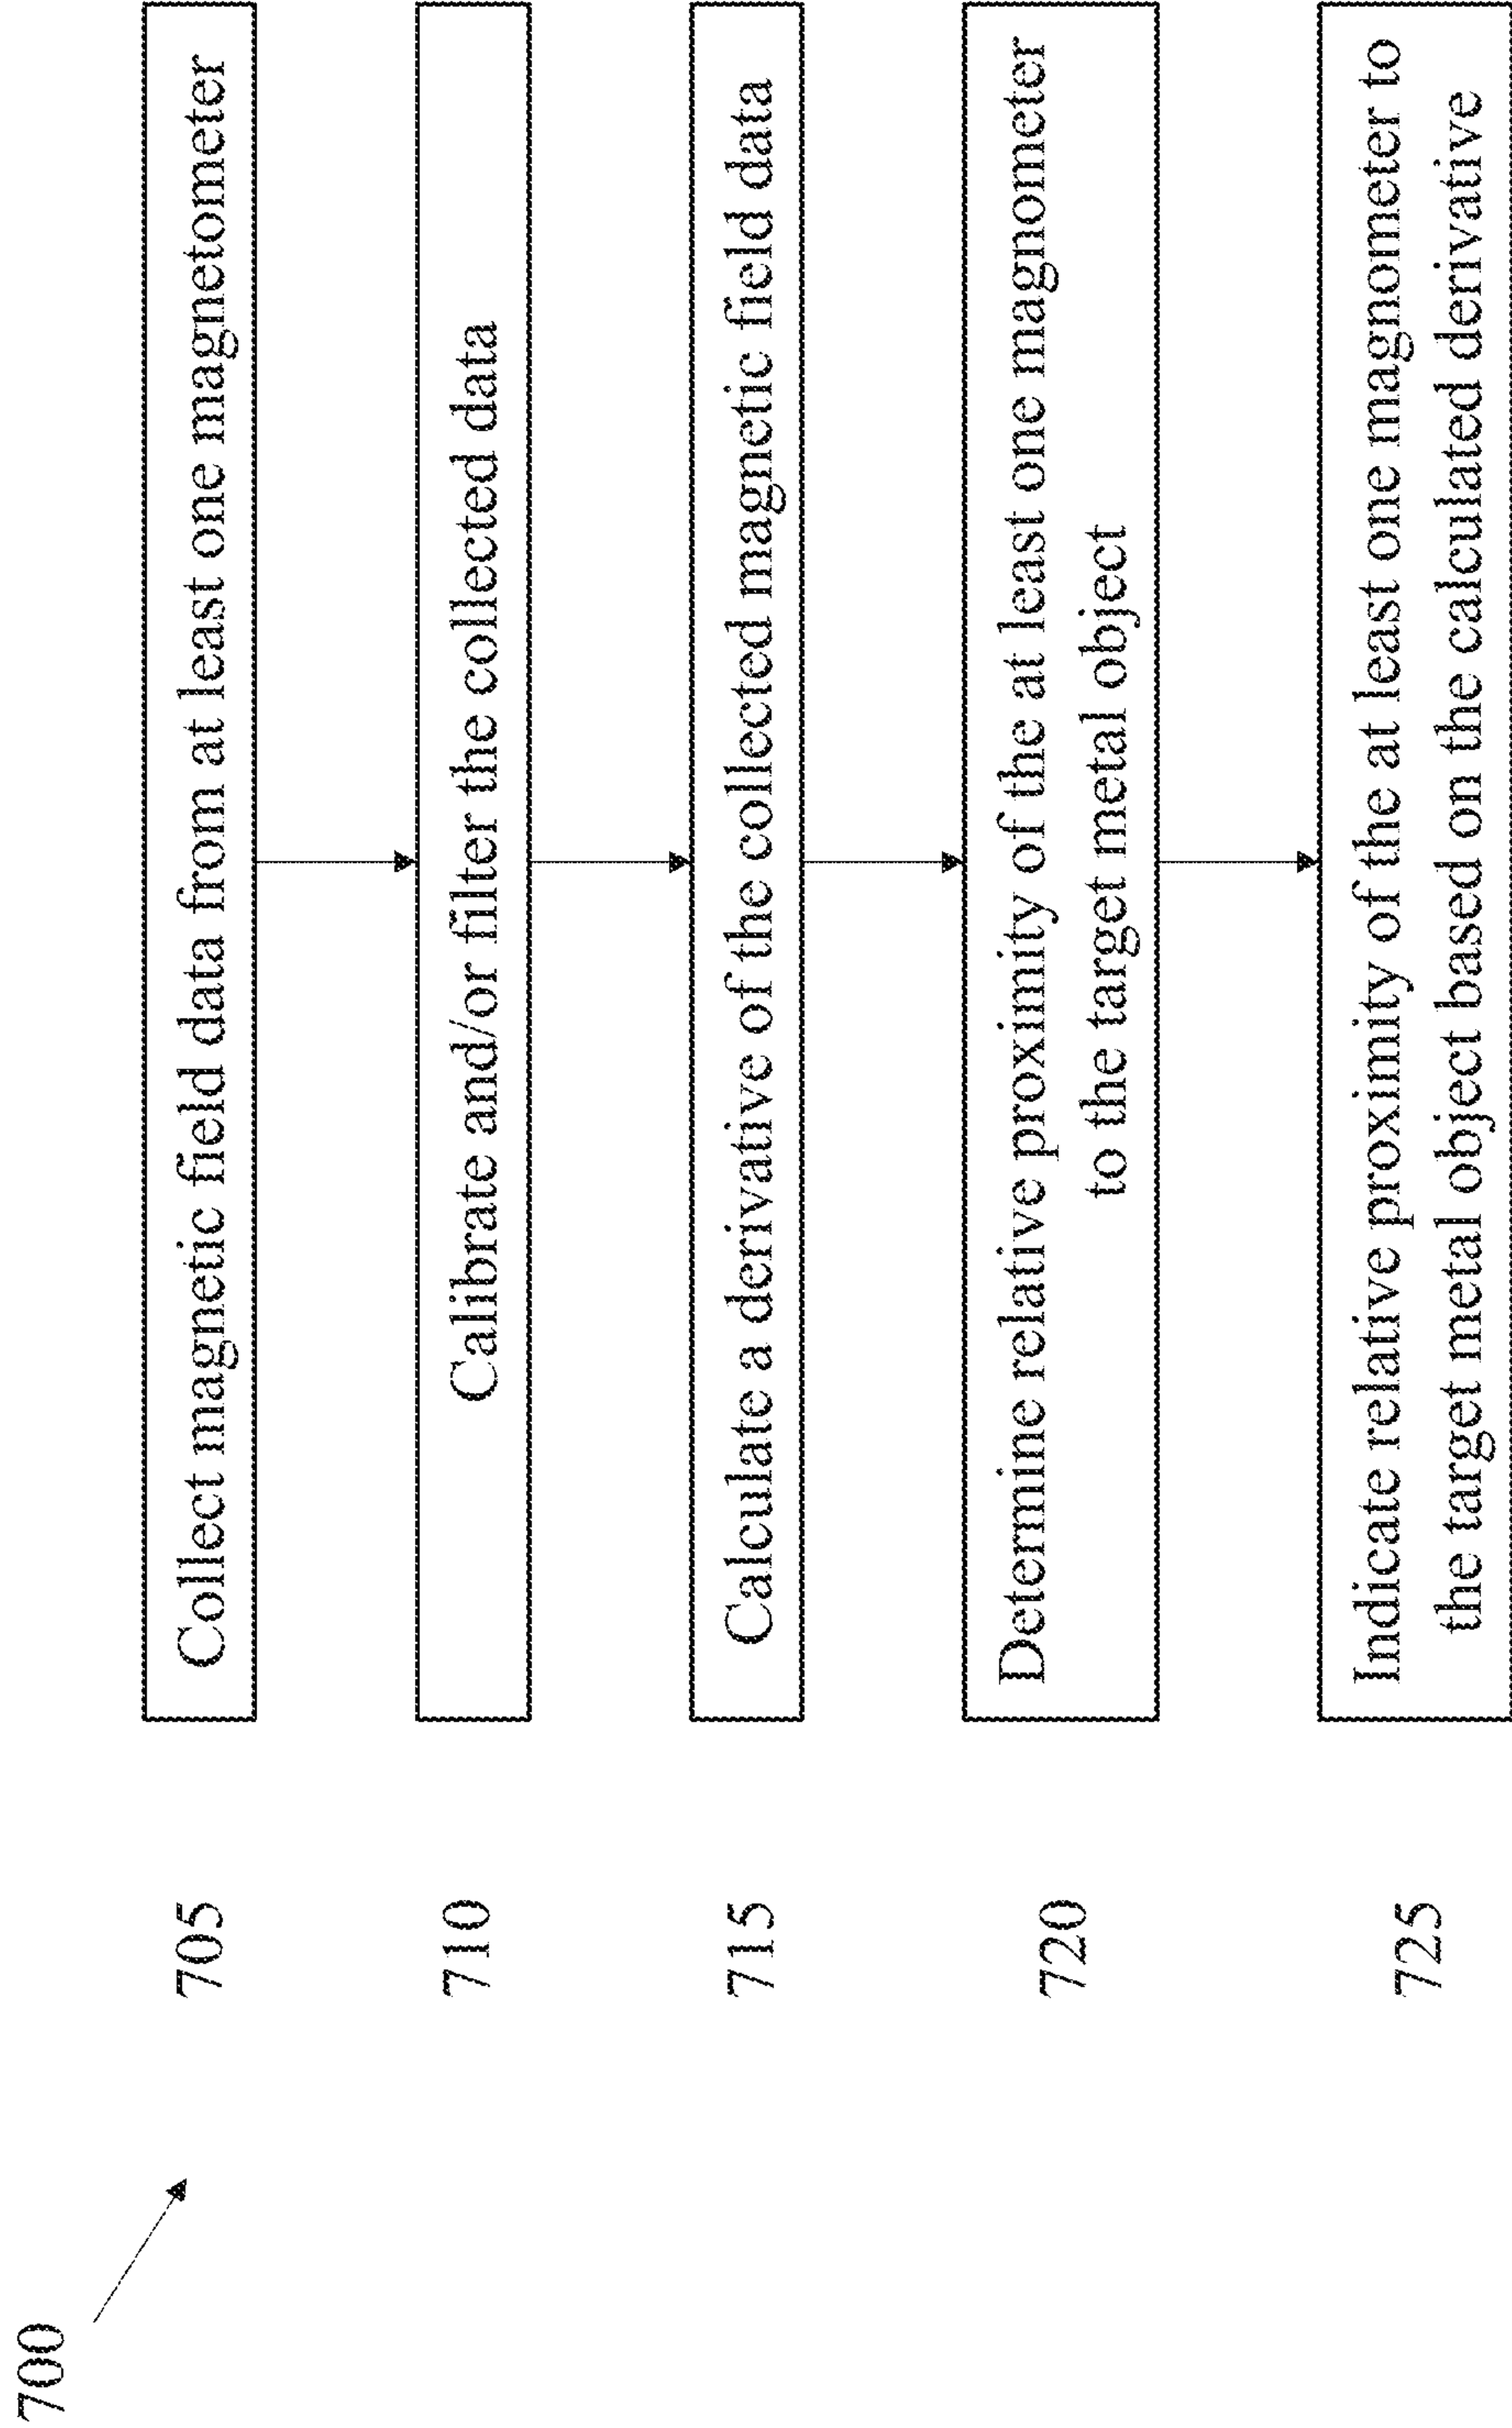 700
705
Collect magnetic field data from at least one magnetometer
710
Calibrate and/or filter the collected data
715
Calculate a derivative of the collected magnetic field data
720
Determine relative proximity of the at least one magnometer
to the target metal object
725
Indicate relative proximity of the at least one magnometer to
the target metal object based on the calculated derivative